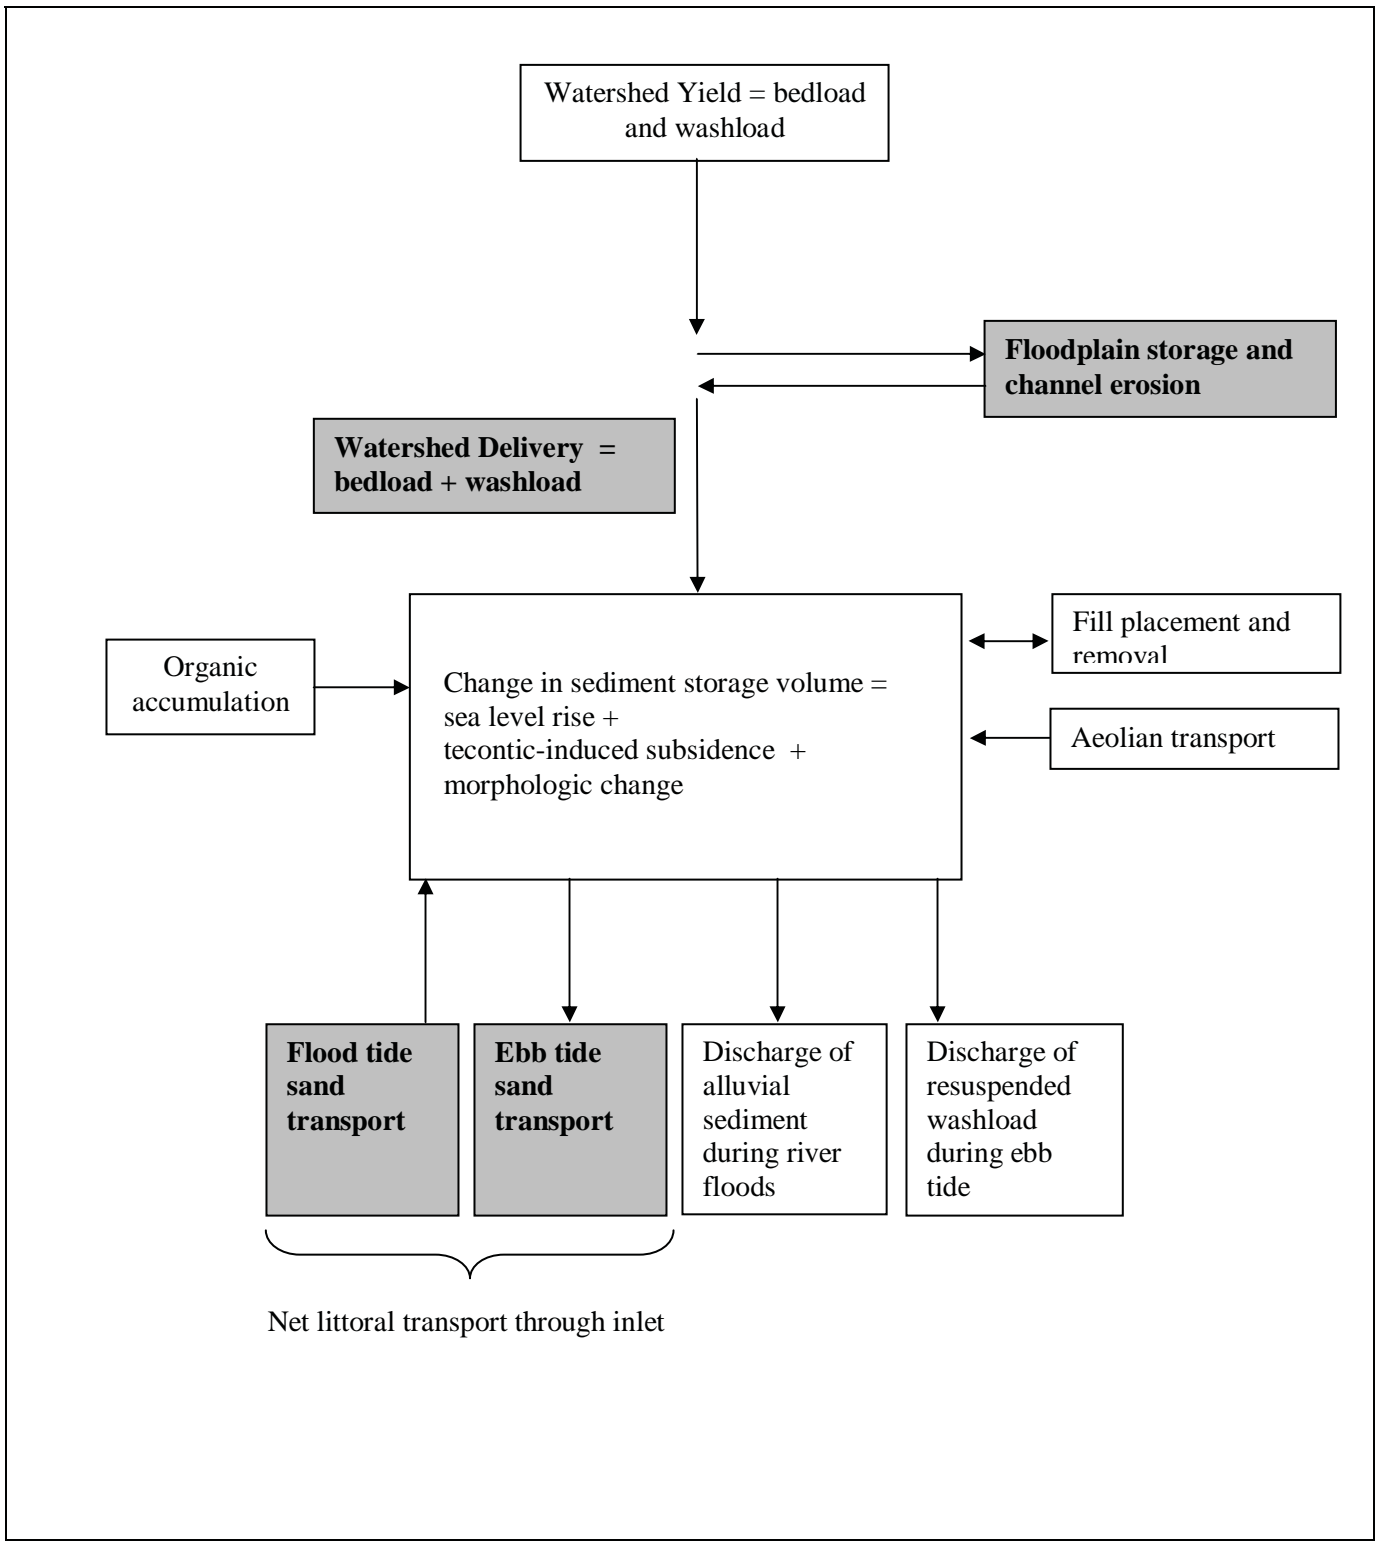 Watershed Yield = bedload
and washload
Floodplain storage and
channel erosion
Watershed Delivery  =
bedload + washload
Organic
accumulation
Change in sediment storage volume =
sea level rise +
tecontic-induced subsidence  +
morphologic change
Fill placement and
removal
Aeolian transport
Flood tide
sand
transport
Ebb tide
sand
transport
Discharge of
alluvial
sediment
during river
floods
Discharge of
resuspended
washload
during ebb
tide
Net littoral transport through inlet